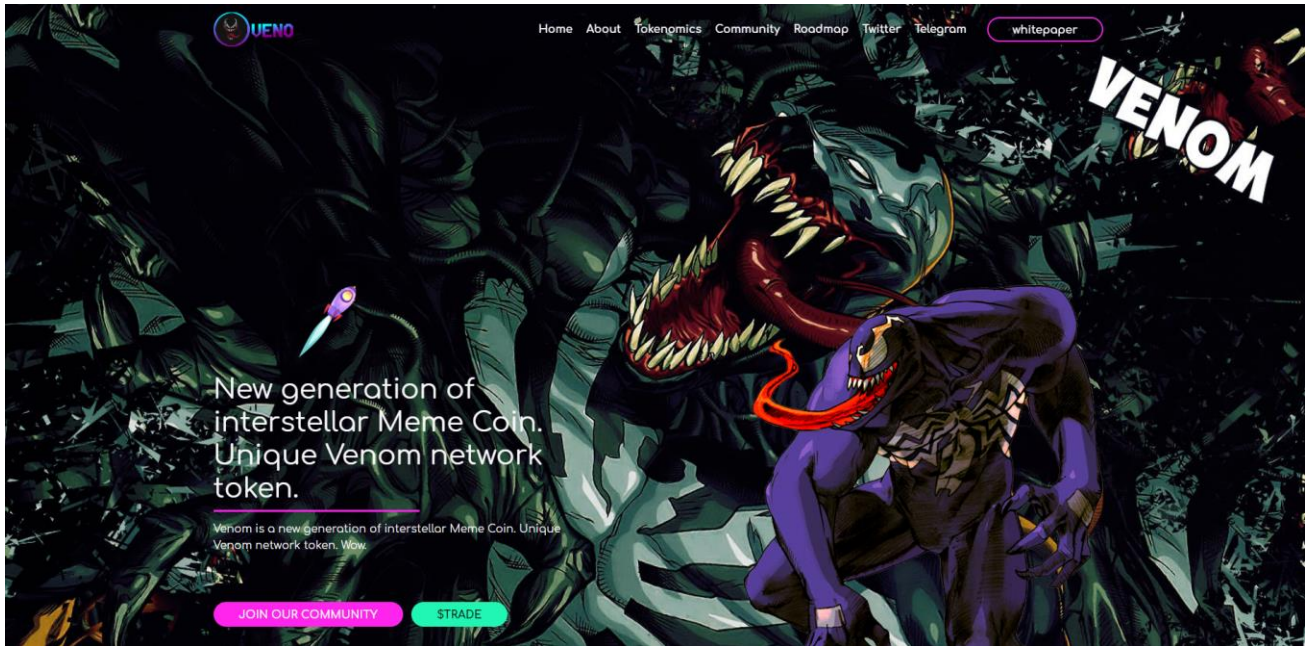 VENO
Home About Tokenomics Community Roadmap Twitter Telegram whitepaper
VENOM
New generation of
interstellar Meme Coin.
Unique Venom network
token.
Venom is a new generation of interstellar Meme Coin. Unique
Venom network token. Wow.
JOIN OUR COMMUNITY $TRADE